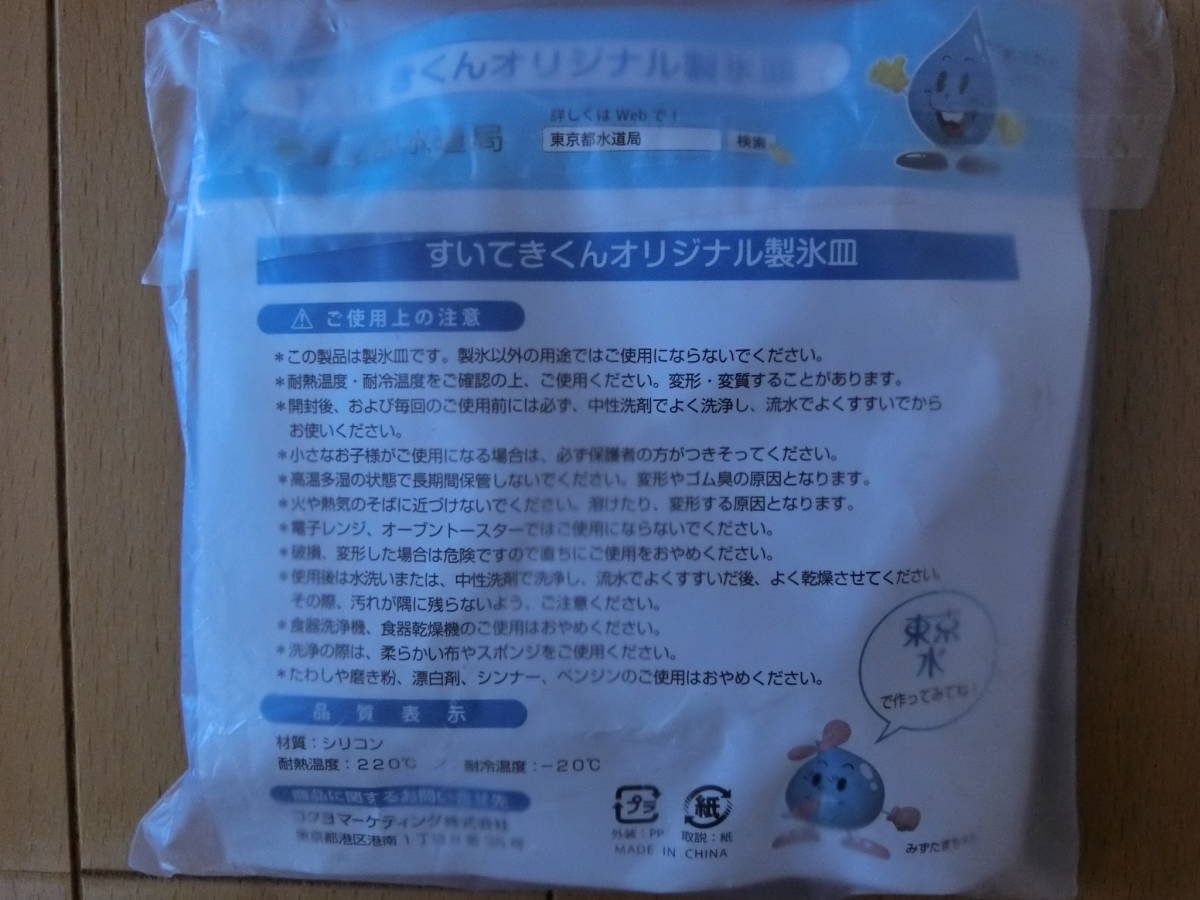 くんオリジナル製氷皿
詳しくは Web で！
水道局
東京都水道局
検索
すいてきくんオリジナル製氷皿
ご使用上の注意
＊この製品は製氷皿です。製氷以外の用途ではご使用にならないでください。
＊耐熱温度・耐冷温度をご確認の上、ご使用ください。変形・変質することがあります。
＊開封後、および毎回のご使用前には必ず、中性洗剤でよく洗浄し、流水でよくすすいでから
お使いください。
＊小さなお子様がご使用になる場合は、必ず保護者の方がつきそってください。
＊高温多湿の状態で長期間保管しないでください。変形やゴム臭の原因となります。
＊火や熱気のそばに近づけないでください。溶けたり、変形する原因となります。
＊電子レンジ、オーブントースターではご使用にならないでください。
＊破損、変形した場合は危険ですので直ちにご使用をおやめください。
＊使用後は水洗いまたは、中性洗剤で洗浄し、流水でよくすすいだ後、よく乾燥させてください。
その際、汚れが隅に残らないよう、ご注意ください。
＊食器洗浄機、食器乾燥機のご使用はおやめください。
＊洗浄の際は、柔らかい布やスポンジをご使用ください。
＊たわしや磨き粉、漂白剤、シンナー、ベンジンのご使用はおやめください。
東京
水
で作ってみてね！
品質表示
材質：シリコン
耐熱温度：220℃ ／ 耐冷温度：−20℃
商品に関するお問い合せ先
コクヨマーケティング株式会社
東京都港区港南1丁目
プラ
紙
外装：PP 取説：紙
MADE IN CHINA
みずたま